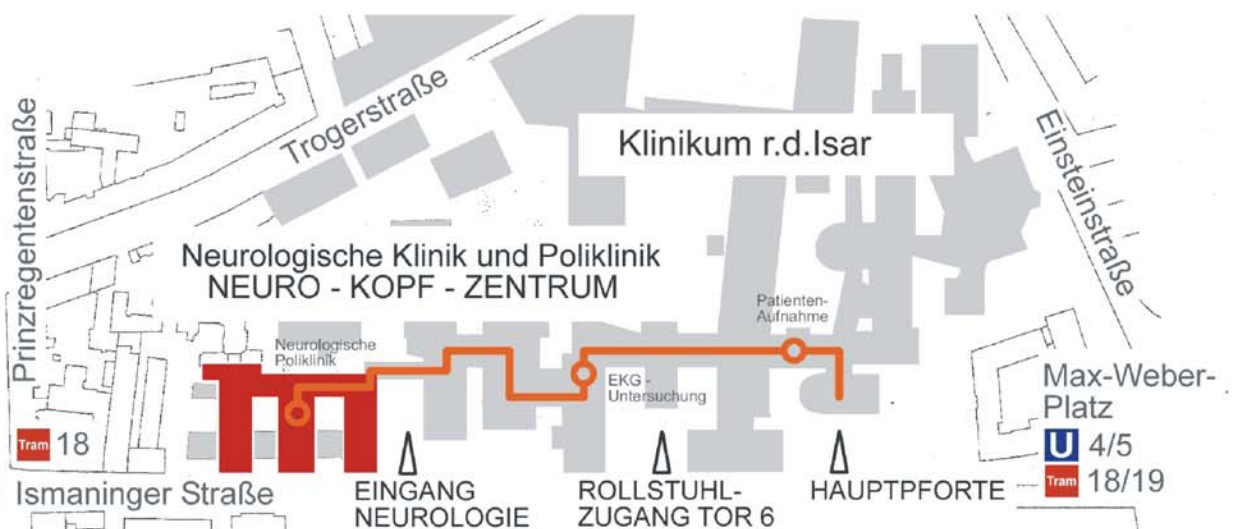 Prinzregentenstraße
Trogerstraße
Klinikum r.d.Isar
Einsteinstraße
Neurologische Klinik und Poliklinik
NEURO - KOPF - ZENTRUM
Patienten-
Aufnahme
Neurologische
Poliklinik
EKG -
Untersuchung
Max-Weber-
Platz
U 4/5
Tram 18/19
Tram 18
Ismaninger Straße
EINGANG
NEUROLOGIE
ROLLSTUHL-
ZUGANG TOR 6
HAUPTPFORTE